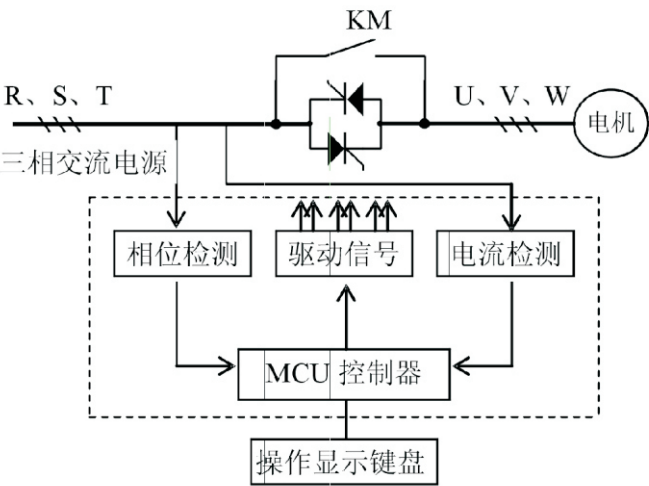 KM
R、S、T
U、V、W
电机
三相交流电源
相位检测
驱动信号
电流检测
MCU 控制器
操作显示键盘